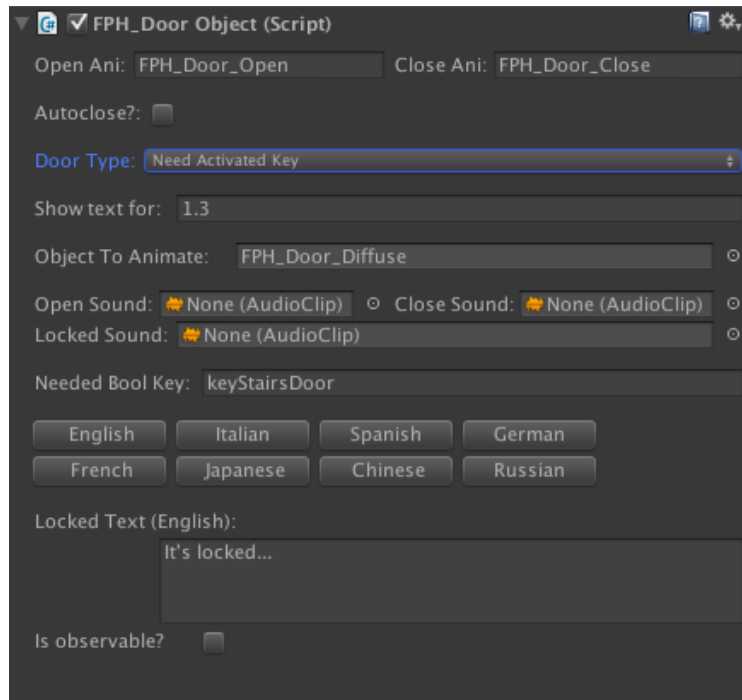 FPH_Door Object (Script)
Open Ani: FPH_Door_Open Close Ani: FPH_Door_Close
Autoclose?:
Door Type: Need Activated Key
Show text for: 1.3
Object To Animate: FPH_Door_Diffuse
Open Sound: None (AudioClip) Close Sound: None (AudioClip)
Locked Sound: None (AudioClip)
Needed Bool Key: keyStairsDoor
English Italian Spanish German
French Japanese Chinese Russian
Locked Text (English):
It's locked...
Is observable?